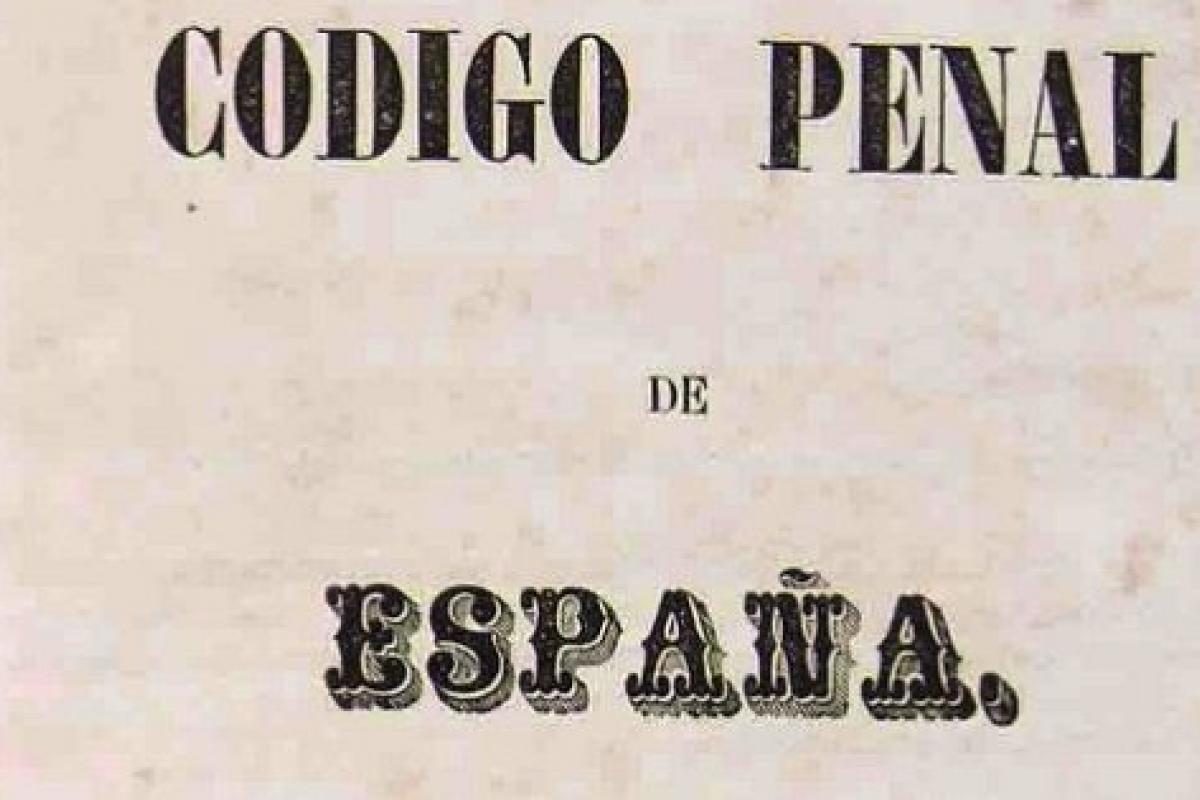 CODIGO PENAL
DE
ESPAÑA,